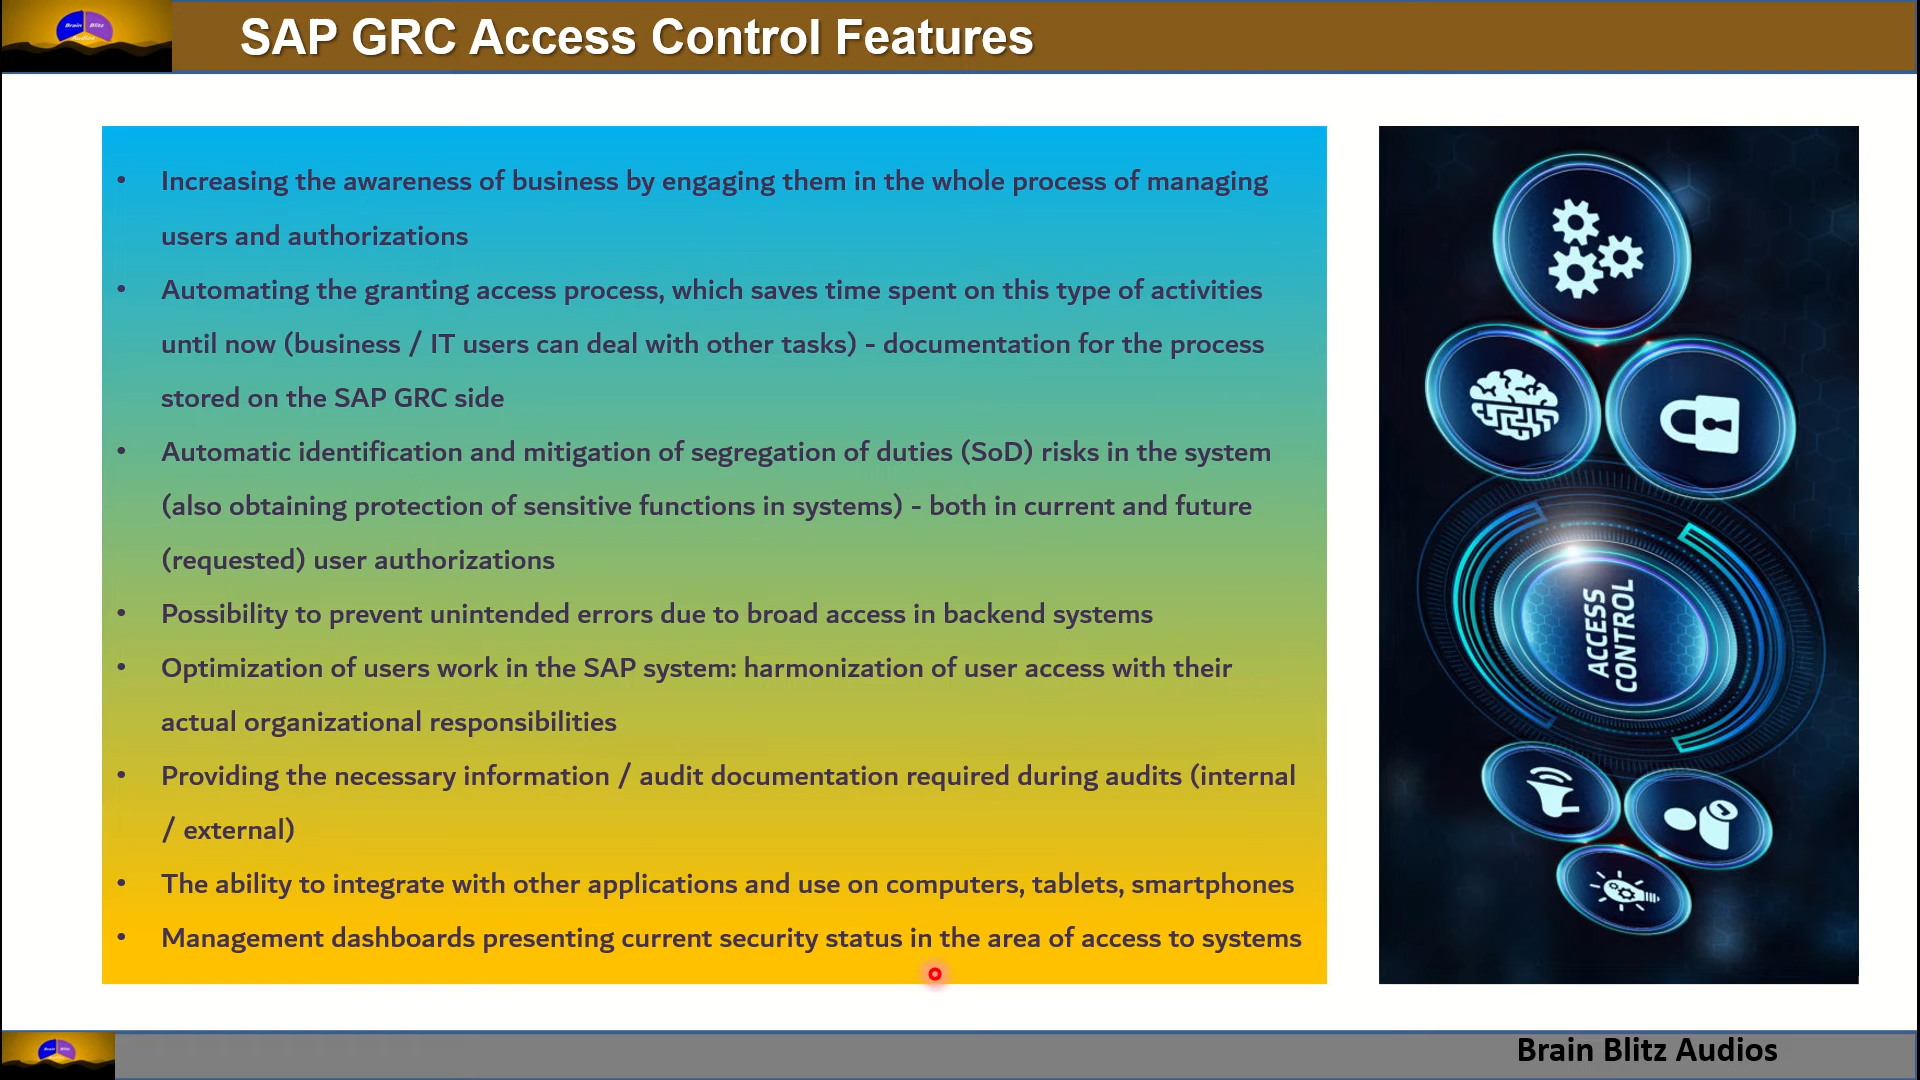 SAP GRC Access Control Features
Brain Blitz
• Increasing the awareness of business by engaging them in the whole process of managing
users and authorizations
• Automating the granting access process, which saves time spent on this type of activities
until now (business / IT users can deal with other tasks) - documentation for the process
stored on the SAP GRC side
• Automatic identification and mitigation of segregation of duties (SoD) risks in the system
(also obtaining protection of sensitive functions in systems) - both in current and future
(requested) user authorizations
• Possibility to prevent unintended errors due to broad access in backend systems
• Optimization of users work in the SAP system: harmonization of user access with their
actual organizational responsibilities
• Providing the necessary information / audit documentation required during audits (internal
/ external)
• The ability to integrate with other applications and use on computers, tablets, smartphones
• Management dashboards presenting current security status in the area of access to systems
ACCESS
CONTROL
Brain Blitz Audios